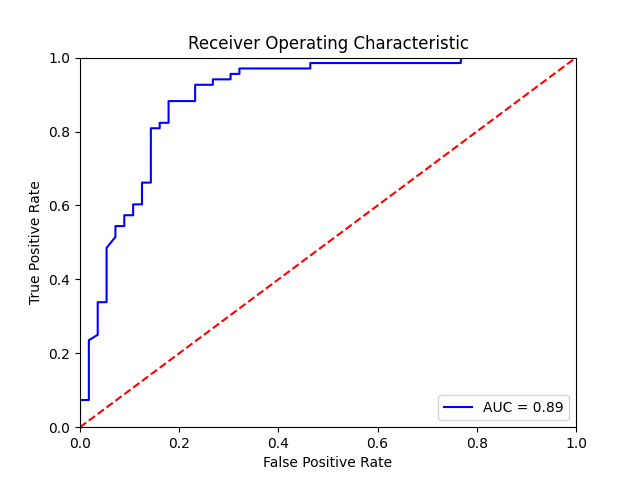 Receiver Operating Characteristic
True Positive Rate
1.0
0.8
0.6
0.4
0.2
0.0
AUC = 0.89
0.0 0.2 0.4 0.6 0.8 1.0
False Positive Rate